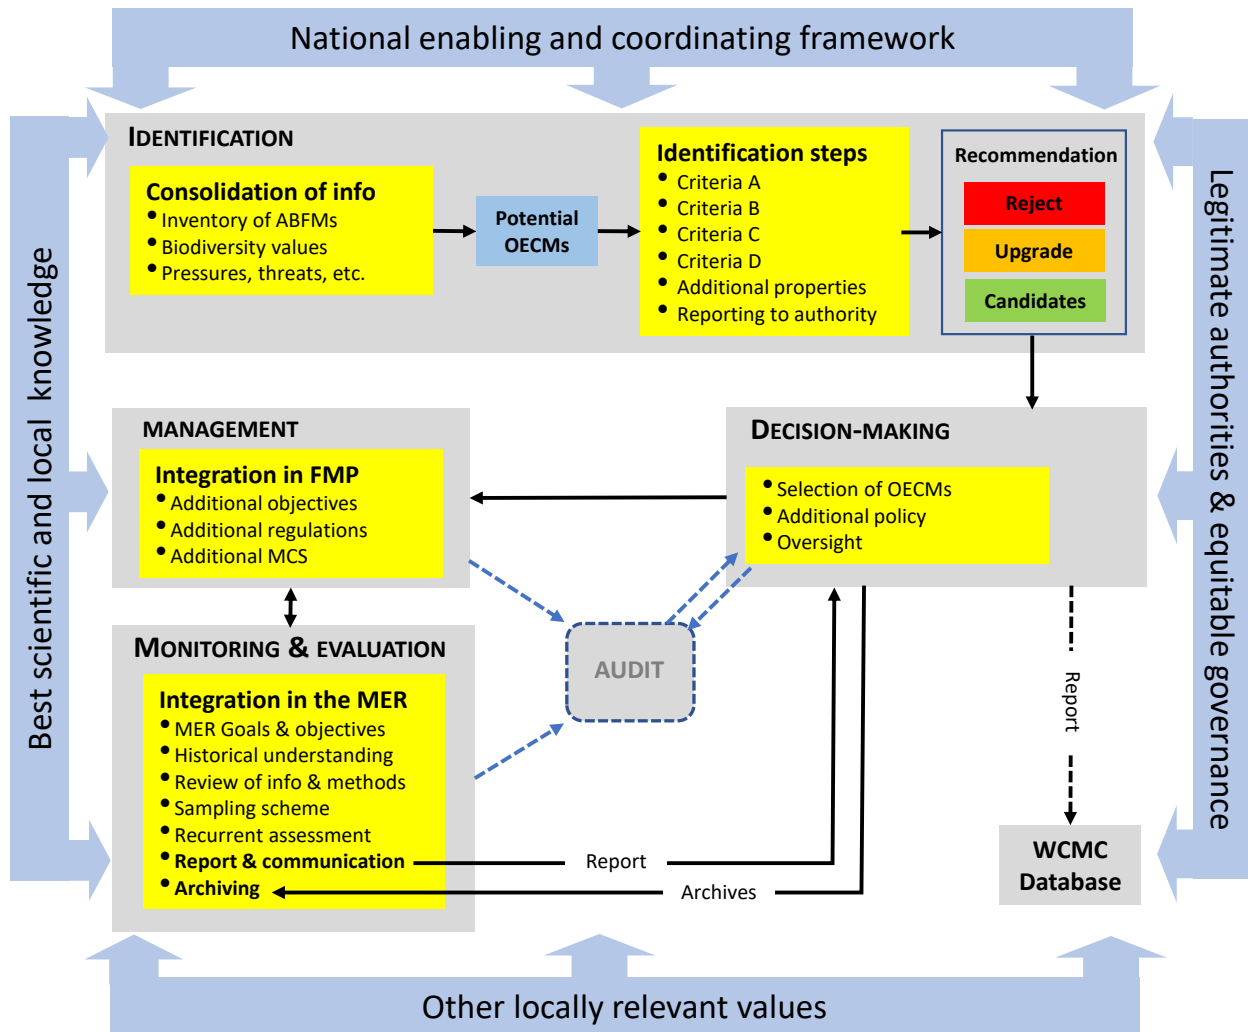 National enabling and coordinating framework
Best scientific and local knowledge
Legitimate authorities & equitable governance
IDENTIFICATION
Consolidation of info
• Inventory of ABFMs
• Biodiversity values
• Pressures, threats, etc.
Potential
OECMs
Identification steps
• Criteria A
• Criteria B
• Criteria C
• Criteria D
• Additional properties
• Reporting to authority
Recommendation
Reject
Upgrade
Candidates
MANAGEMENT
Integration in FMP
• Additional objectives
• Additional regulations
• Additional MCS
DECISION-MAKING
• Selection of OECMs
• Additional policy
• Oversight
AUDIT
MONITORING & EVALUATION
Integration in the MER
• MER Goals & objectives
• Historical understanding
• Review of info & methods
• Sampling scheme
• Recurrent assessment
• Report & communication
• Archiving
Report
Archives
Report
WCMC
Database
Other locally relevant values